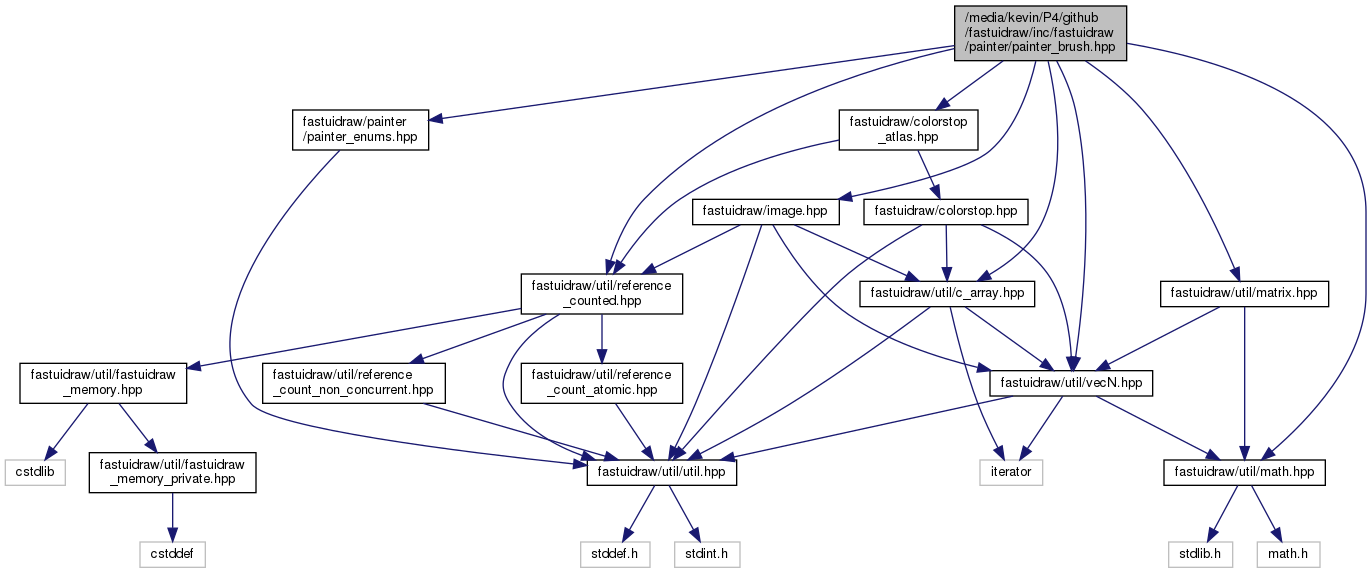 /media/kevin/P4/github
/fastuidraw/inc/fastuidraw
/painter/painter_brush.hpp
fastuidraw/painter
/painter_enums.hpp
fastuidraw/colorstop
_atlas.hpp
fastuidraw/image.hpp
fastuidraw/colorstop.hpp
fastuidraw/util/reference
_counted.hpp
fastuidraw/util/c_array.hpp
fastuidraw/util/matrix.hpp
fastuidraw/util/fastuidraw
_memory.hpp
fastuidraw/util/reference
_count_non_concurrent.hpp
fastuidraw/util/reference
_count_atomic.hpp
fastuidraw/util/vecN.hpp
cstdlib
fastuidraw/util/fastuidraw
_memory_private.hpp
fastuidraw/util/util.hpp
iterator
fastuidraw/util/math.hpp
cstddef
stddef.h
stdint.h
stdlib.h
math.h